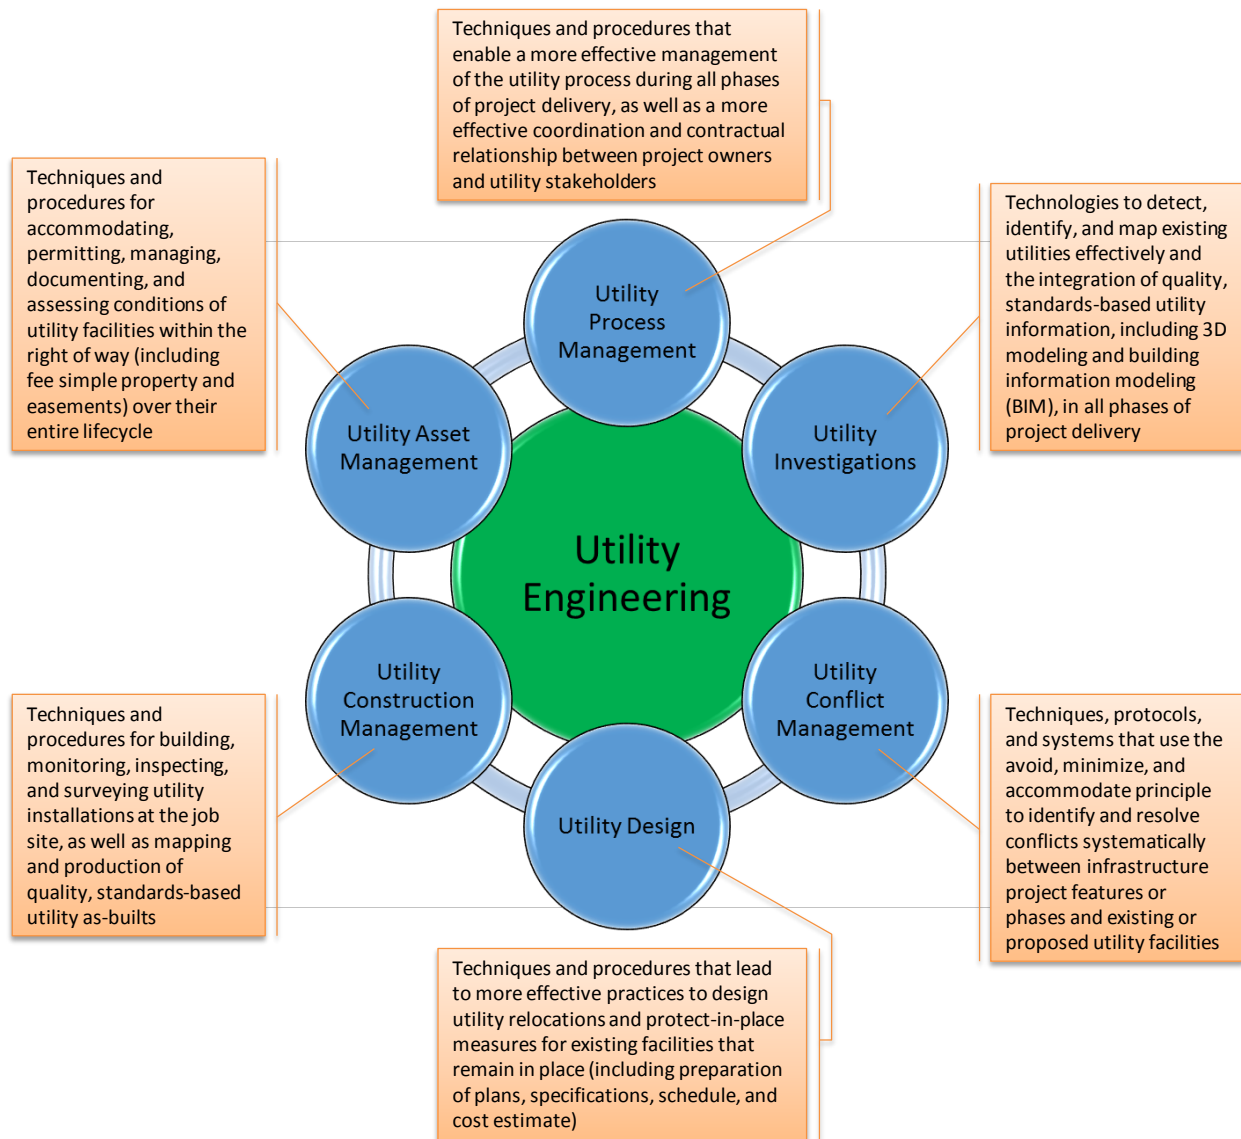 Techniques and procedures that
enable a more effective management
of the utility process during all phases
of project delivery, as well as a more
effective coordination and contractual
relationship between project owners
and utility stakeholders
Techniques and
procedures for
accommodating,
permitting, managing,
documenting, and
assessing conditions of
utility facilities within the
right of way (including
fee simple property and
easements) over their
entire lifecycle
Technologies to detect,
identify, and map existing
utilities effectively and
the integration of quality,
standards-based utility
information, including 3D
modeling and building
information modeling
(BIM), in all phases of
project delivery
Utility
Process
Management
Utility Asset
Management
Utility
Investigations
Utility
Engineering
Utility
Construction
Management
Utility
Conflict
Management
Utility Design
Techniques and
procedures for building,
monitoring, inspecting,
and surveying utility
installations at the job
site, as well as mapping
and production of
quality, standards-based
utility as-builts
Techniques, protocols,
and systems that use the
avoid, minimize, and
accommodate principle
to identify and resolve
conflicts systematically
between infrastructure
project features or
phases and existing or
proposed utility facilities
Techniques and procedures that lead
to more effective practices to design
utility relocations and protect-in-place
measures for existing facilities that
remain in place (including preparation
of plans, specifications, schedule, and
cost estimate)